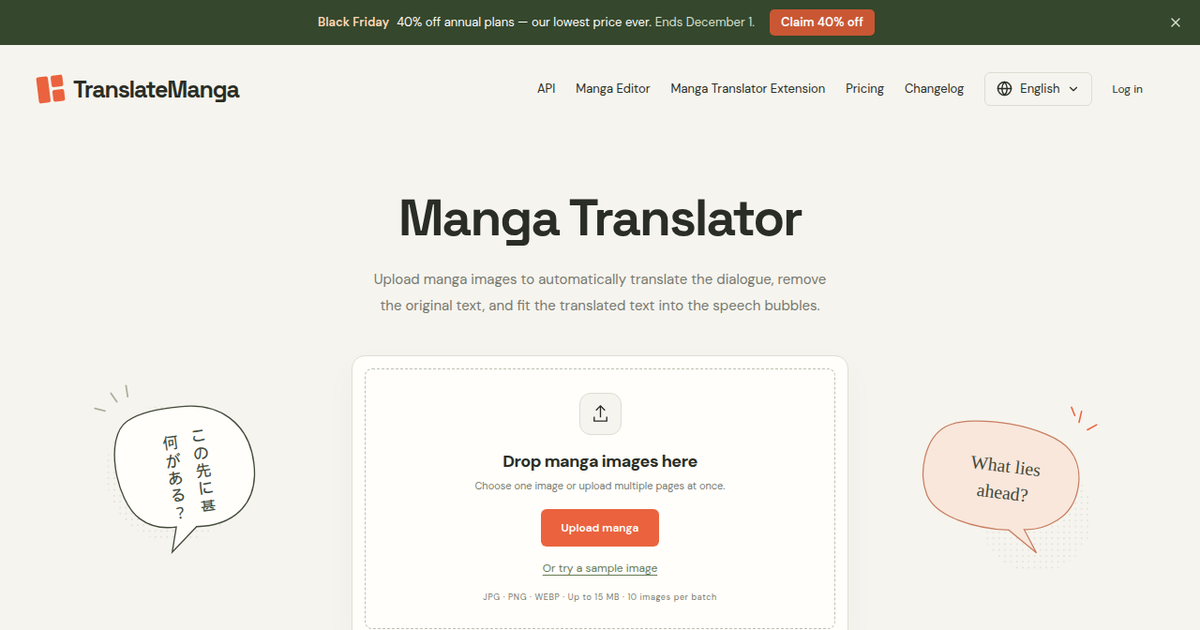 Black Friday 40% off annual plans — our lowest price ever. Ends December 1. Claim 40% off
TranslateManga
API Manga Editor Manga Translator Extension Pricing Changelog English Log in
Manga Translator
Upload manga images to automatically translate the dialogue, remove
the original text, and fit the translated text into the speech bubbles.
この先に甚
何がある？
Drop manga images here
Choose one image or upload multiple pages at once.
Upload manga
Or try a sample image
JPG · PNG · WEBP · Up to 15 MB · 10 images per batch
What lies
ahead?